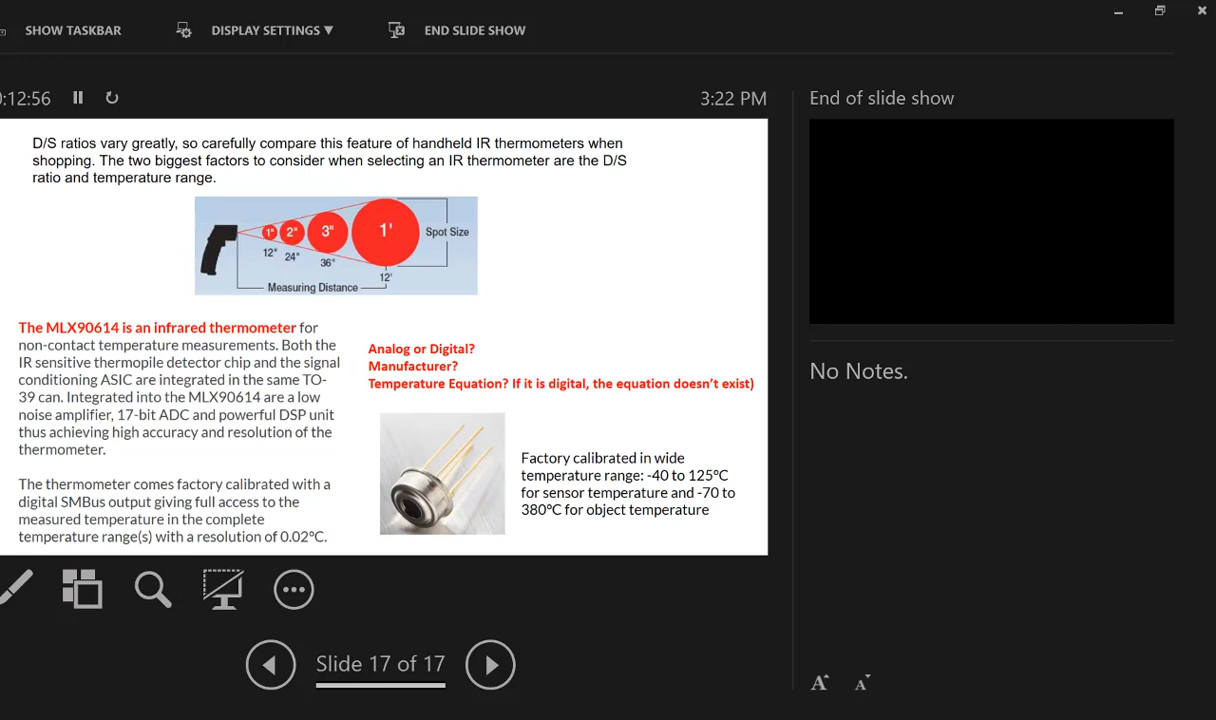 SHOW TASKBAR
DISPLAY SETTINGS ▼
END SLIDE SHOW
0:12:56
3:22 PM
End of slide show
D/S ratios vary greatly, so carefully compare this feature of handheld IR thermometers when
shopping. The two biggest factors to consider when selecting an IR thermometer are the D/S
ratio and temperature range.
1" 2" 3" 1'
Spot Size
12" 24" 36" 12'
Measuring Distance
The MLX90614 is an infrared thermometer for
non-contact temperature measurements. Both the
IR sensitive thermopile detector chip and the signal
conditioning ASIC are integrated in the same TO-
39 can. Integrated into the MLX90614 are a low
noise amplifier, 17-bit ADC and powerful DSP unit
thus achieving high accuracy and resolution of the
thermometer.
The thermometer comes factory calibrated with a
digital SMBus output giving full access to the
measured temperature in the complete
temperature range(s) with a resolution of 0.02°C.
Analog or Digital?
Manufacturer?
Temperature Equation? If it is digital, the equation doesn't exist)
Factory calibrated in wide
temperature range: -40 to 125°C
for sensor temperature and -70 to
380°C for object temperature
No Notes.
Slide 17 of 17
A A